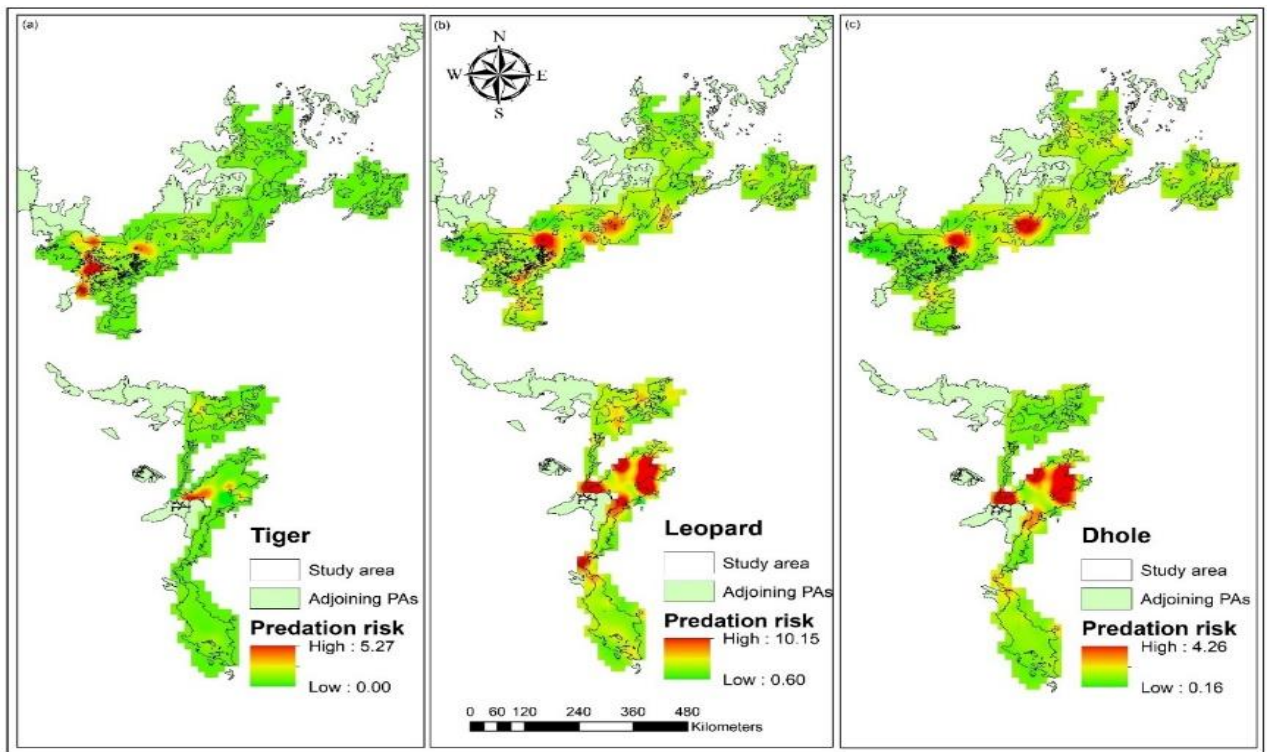 (a)
Tiger
Study area
Adjoining PAs
Predation risk
High : 5.27
Low : 0.00
(b)
N
W E
S
Leopard
Study area
Adjoining PAs
Predation risk
High : 10.15
Low : 0.60
0 60 120 240 360 480
Kilometers
(c)
Dhole
Study area
Adjoining PAs
Predation risk
High : 4.26
Low : 0.16